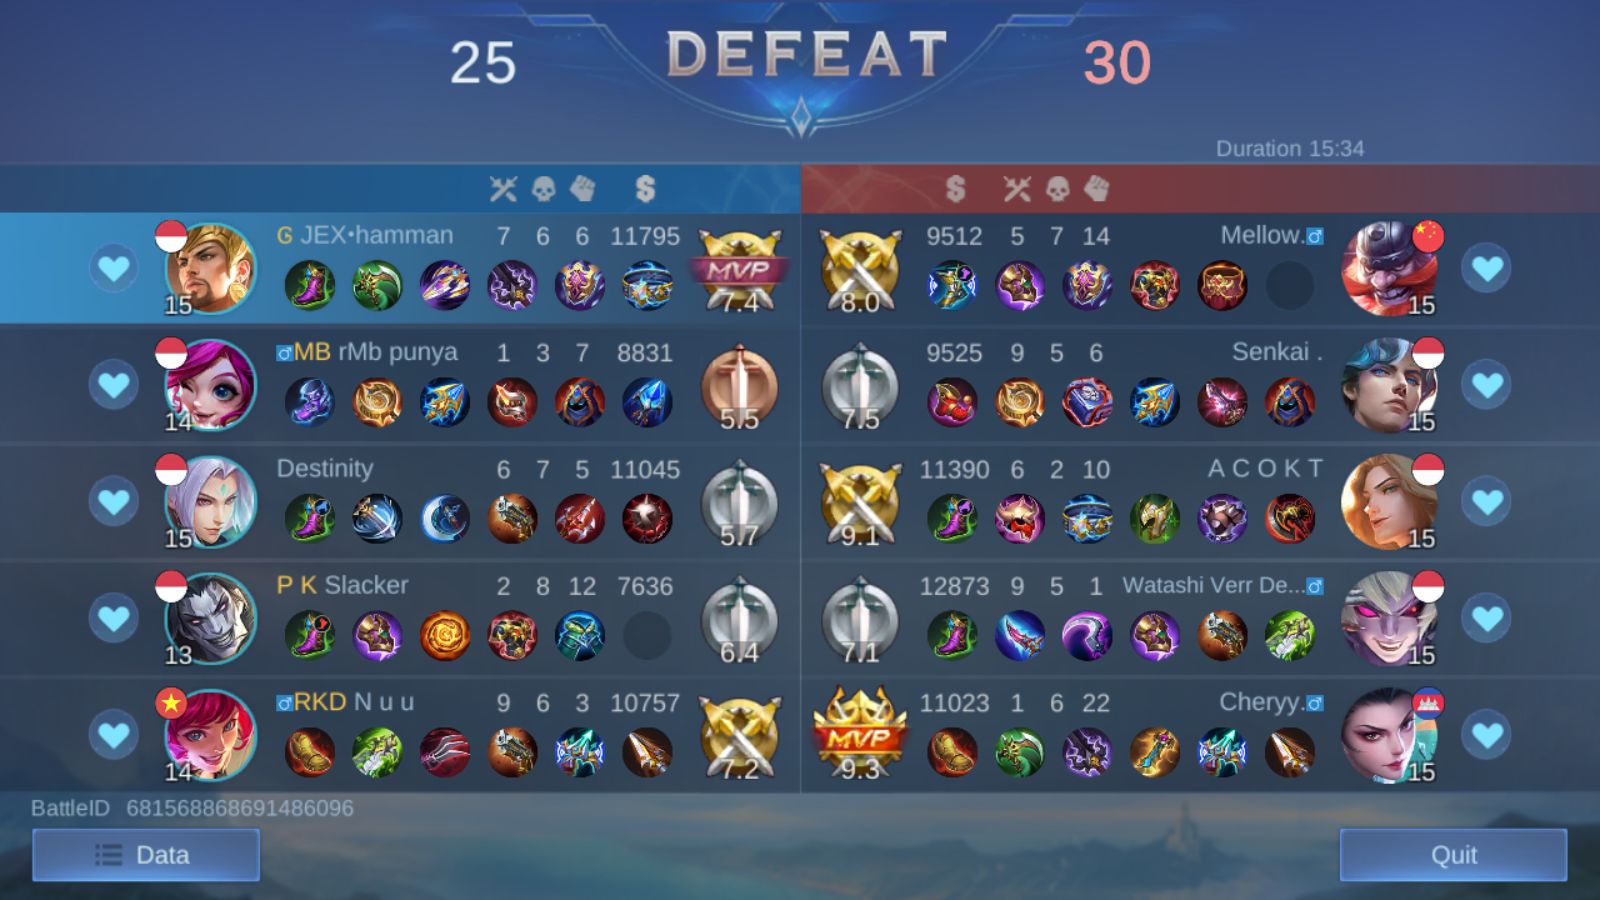 25 DEFEAT 30
Duration 15:34
G JEX•hamman 7 6 6 11795
15
MVP
7.4
9512 5 7 14 Mellow.
8.0
15
MB rMb punya 1 3 7 8831
14
5.5
9525 9 5 6 Senkai .
7.5
15
Destinity 6 7 5 11045
15
5.7
11390 6 2 10 A C O K T
9.1
15
P K Slacker 2 8 12 7636
13
6.4
12873 9 5 1 Watashi Verr De...
7.1
15
RKD N u u 9 6 3 10757
14
7.2
11023 1 6 22 Cheryy.
MVP
9.3
15
BattleID 681568868691486096
Data
Quit